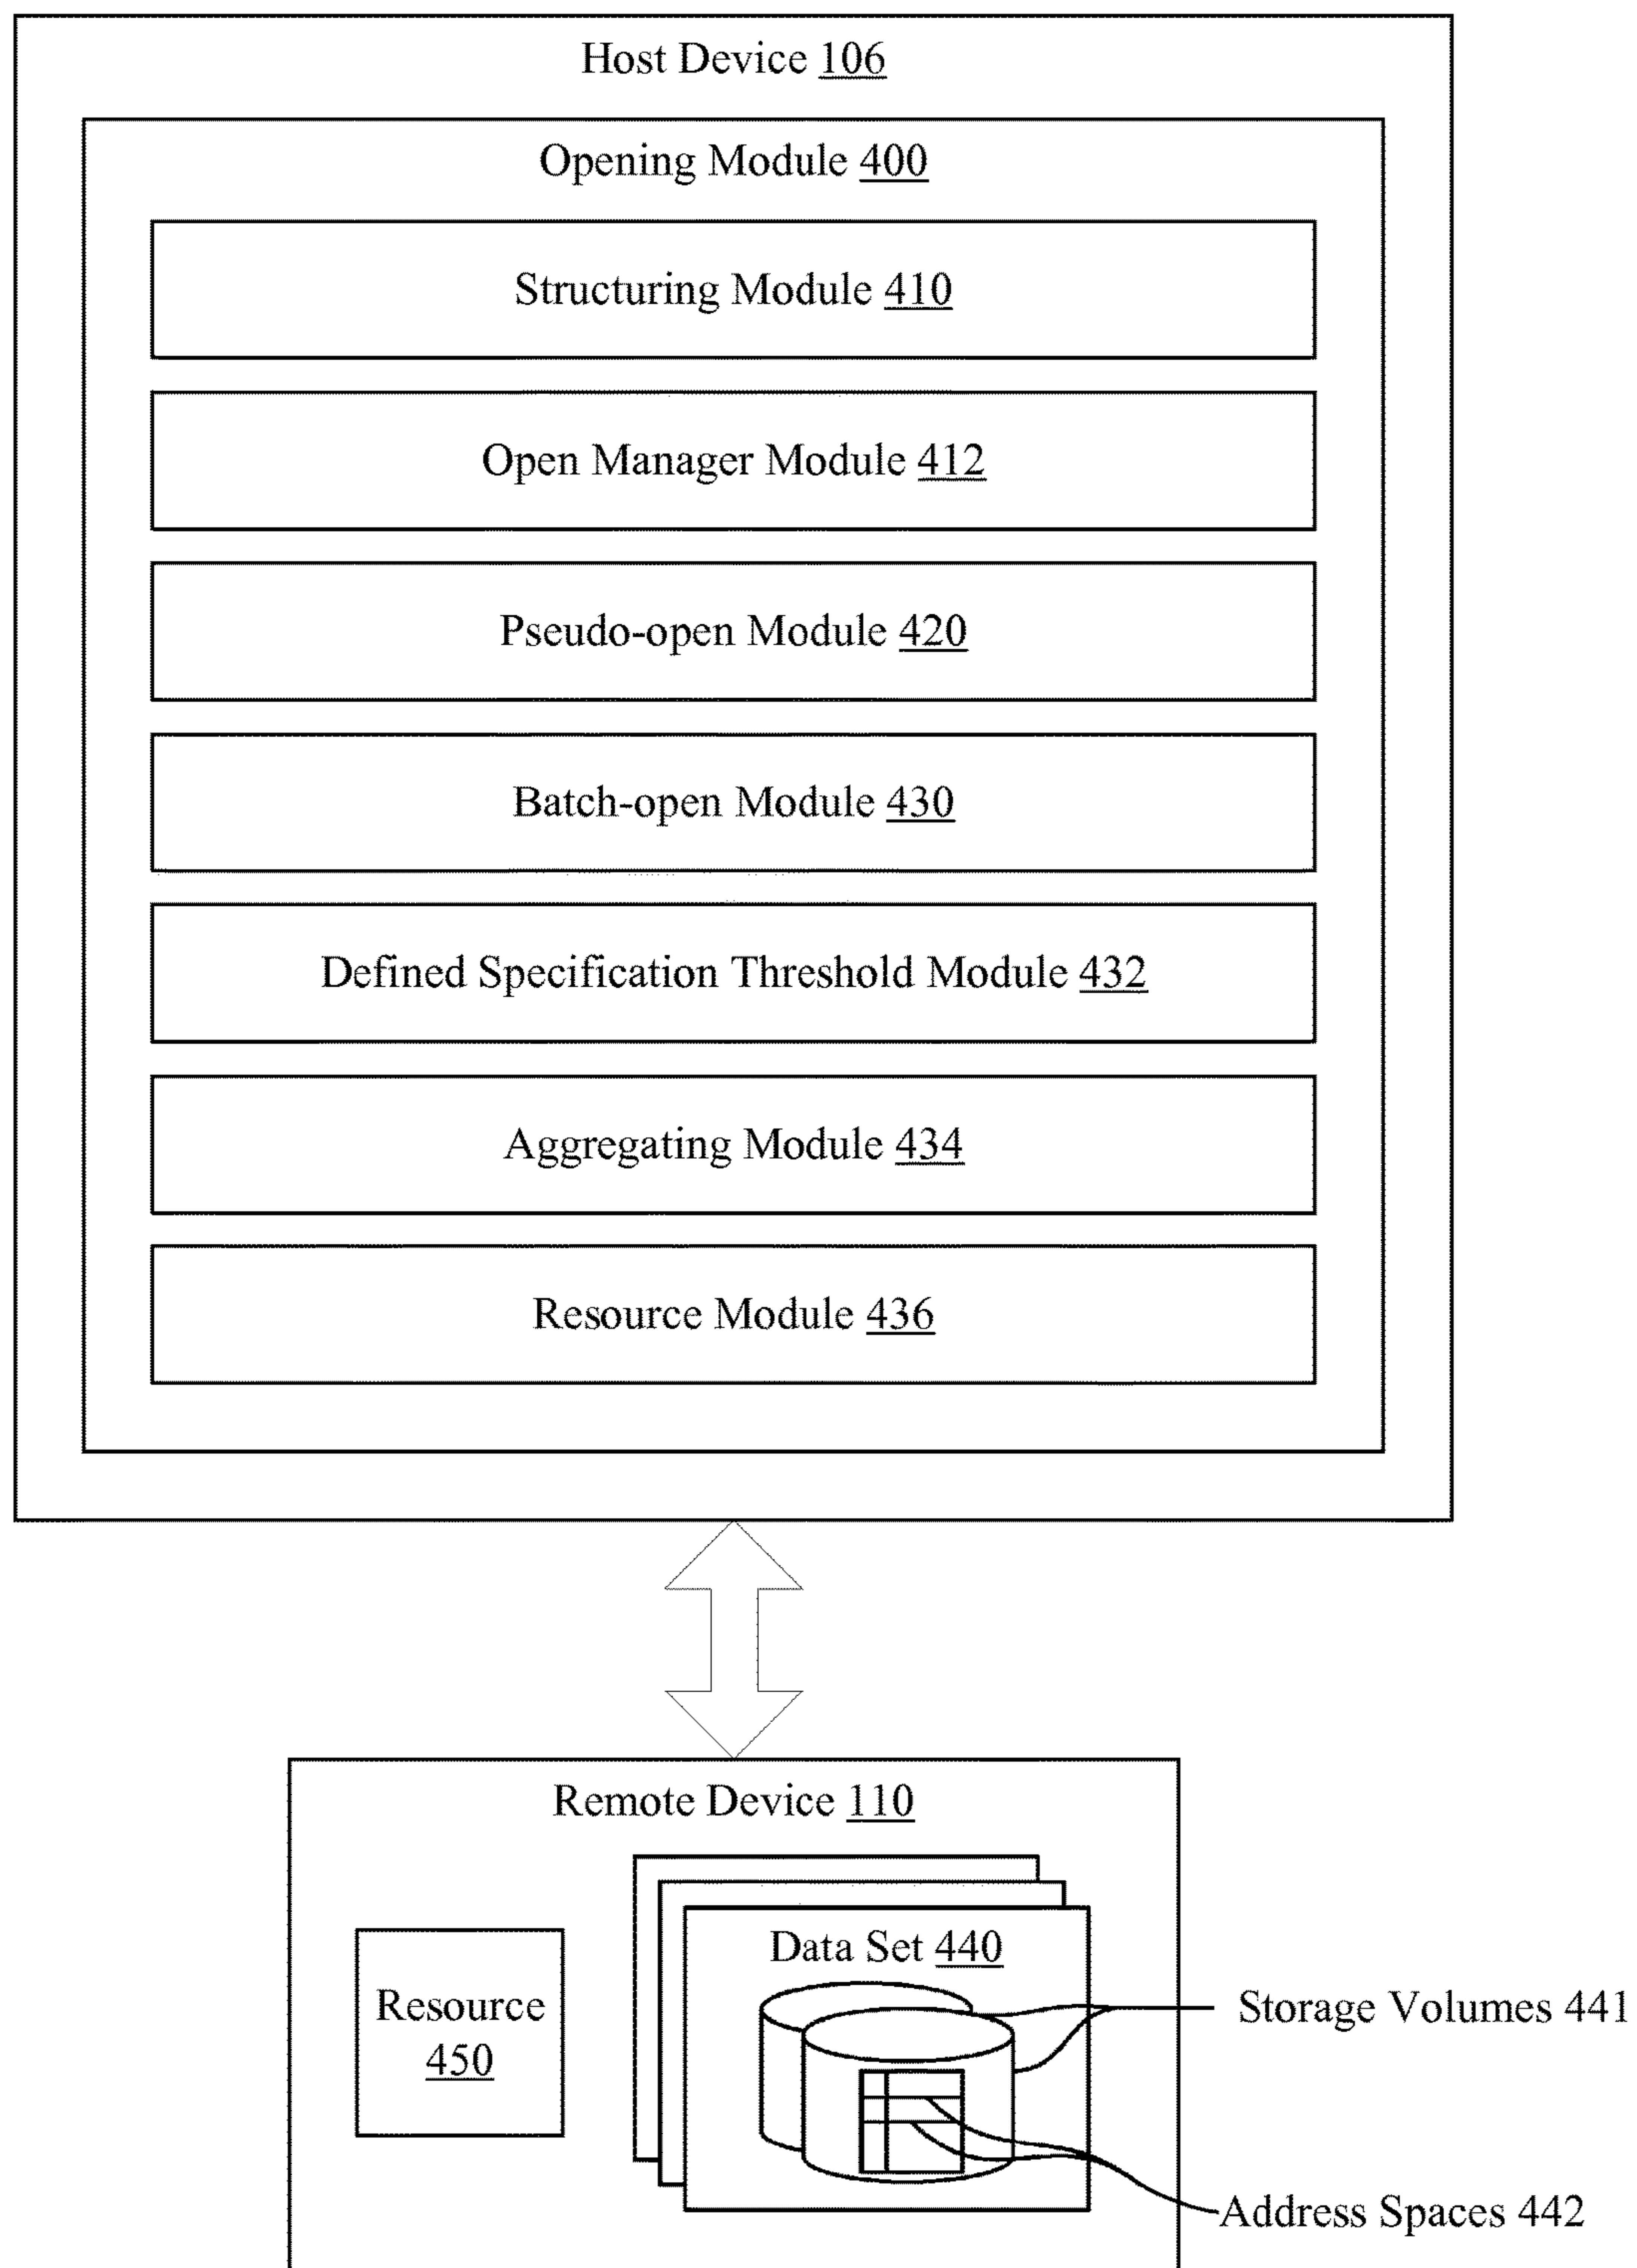 Host Device 106
Opening Module 400
Structuring Module 410
Open Manager Module 412
Pseudo-open Module 420
Batch-open Module 430
Defined Specification Threshold Module 432
Aggregating Module 434
Resource Module 436
Remote Device 110
Data Set 440
Resource
450
Storage Volumes 441
Address Spaces 442